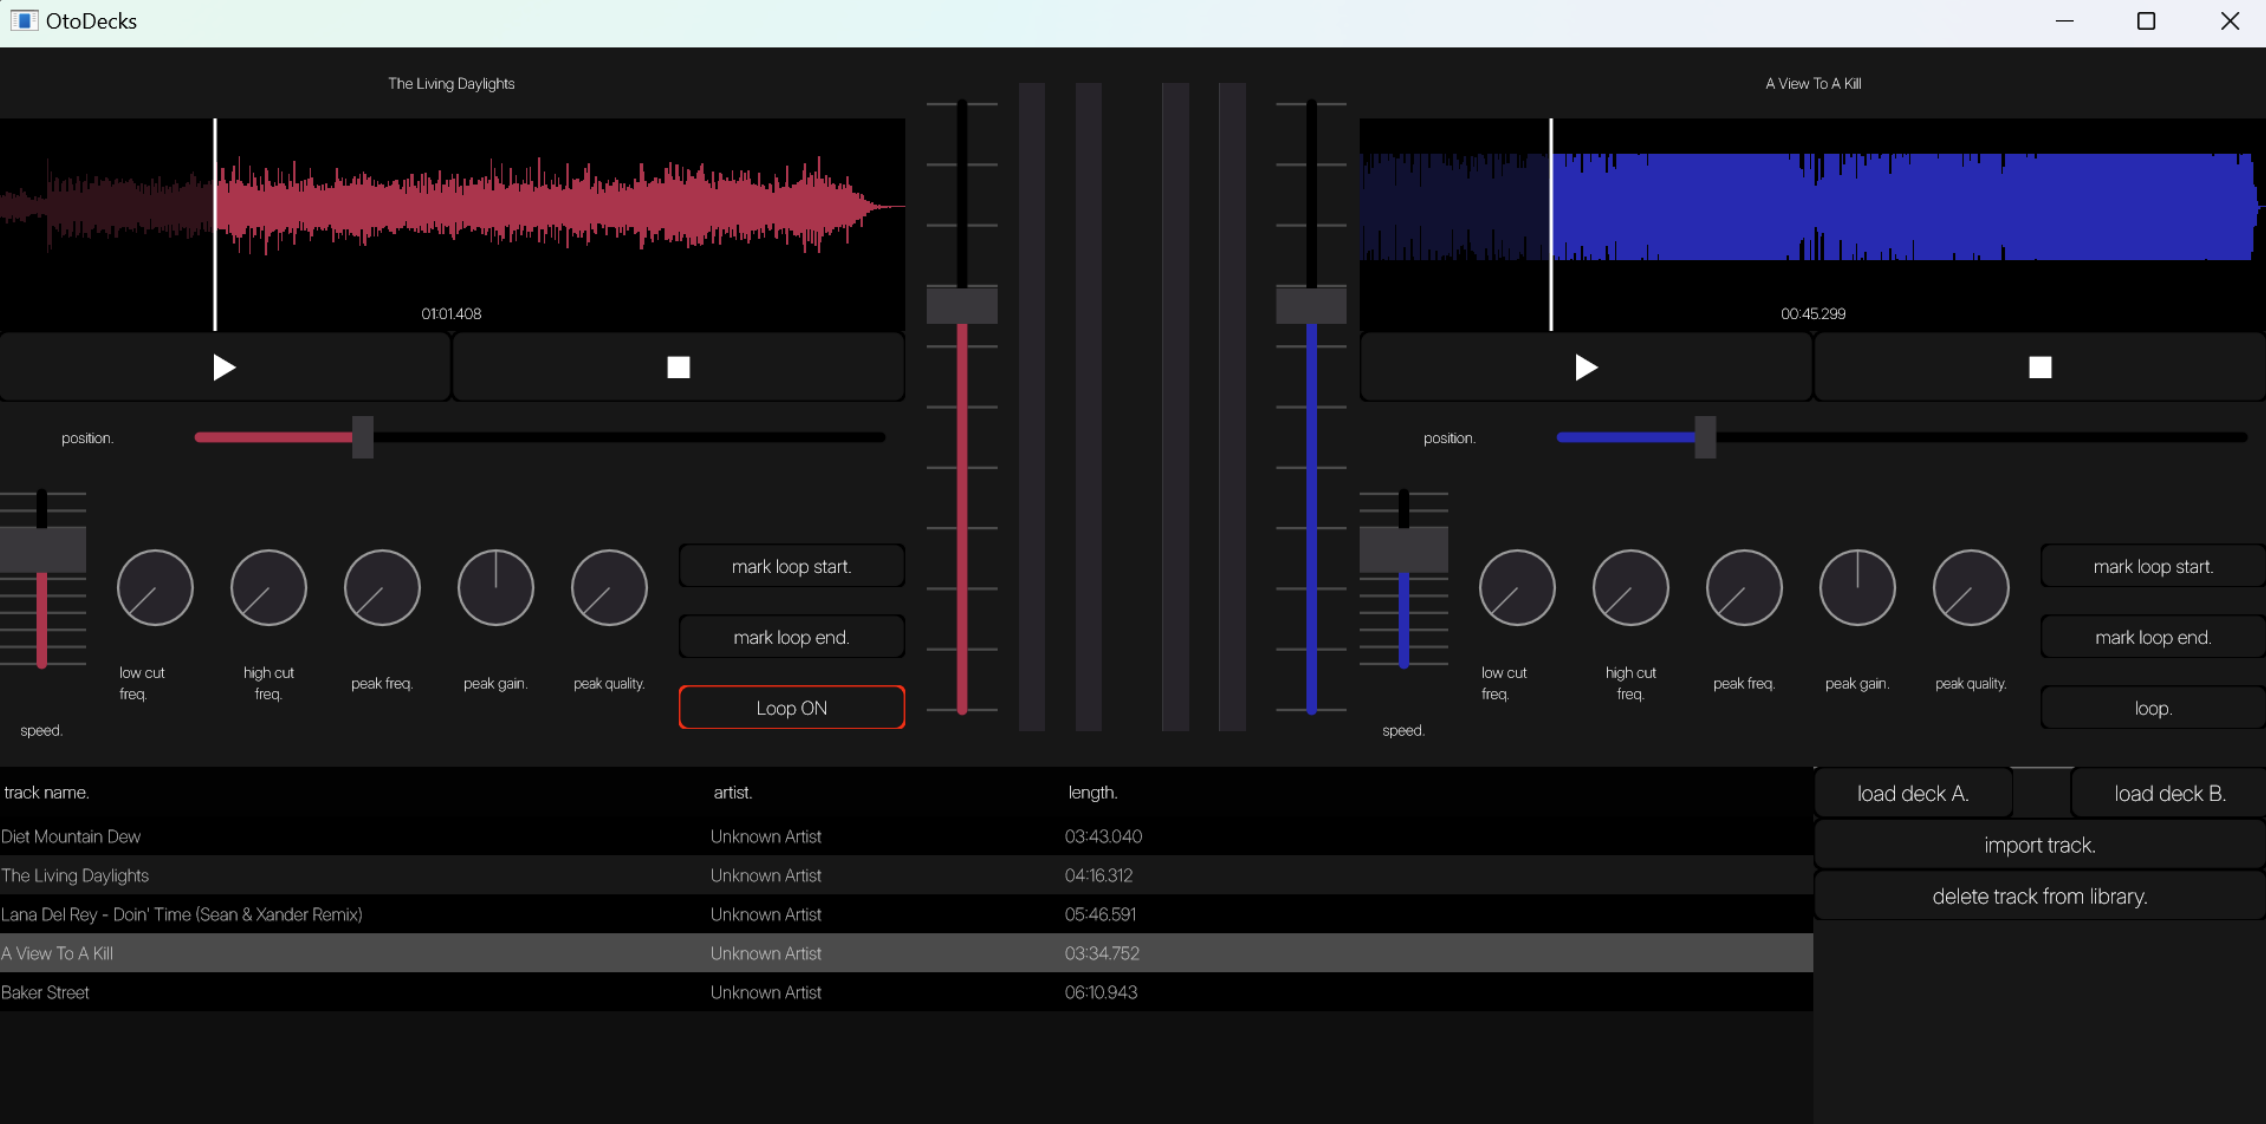 OtoDecks
The Living Daylights
A View To A Kill
01:01.408
00:45.299
position.
position.
mark loop start.
mark loop end.
Loop ON
low cut
freq.
high cut
freq.
peak freq.
peak gain.
peak quality.
speed.
mark loop start.
mark loop end.
loop.
low cut
freq.
high cut
freq.
peak freq.
peak gain.
peak quality.
speed.
track name. artist. length.
Diet Mountain Dew Unknown Artist 03:43.040
The Living Daylights Unknown Artist 04:16.312
Lana Del Rey - Doin' Time (Sean & Xander Remix) Unknown Artist 05:46.591
A View To A Kill Unknown Artist 03:34.752
Baker Street Unknown Artist 06:10.943
load deck A. load deck B.
import track.
delete track from library.